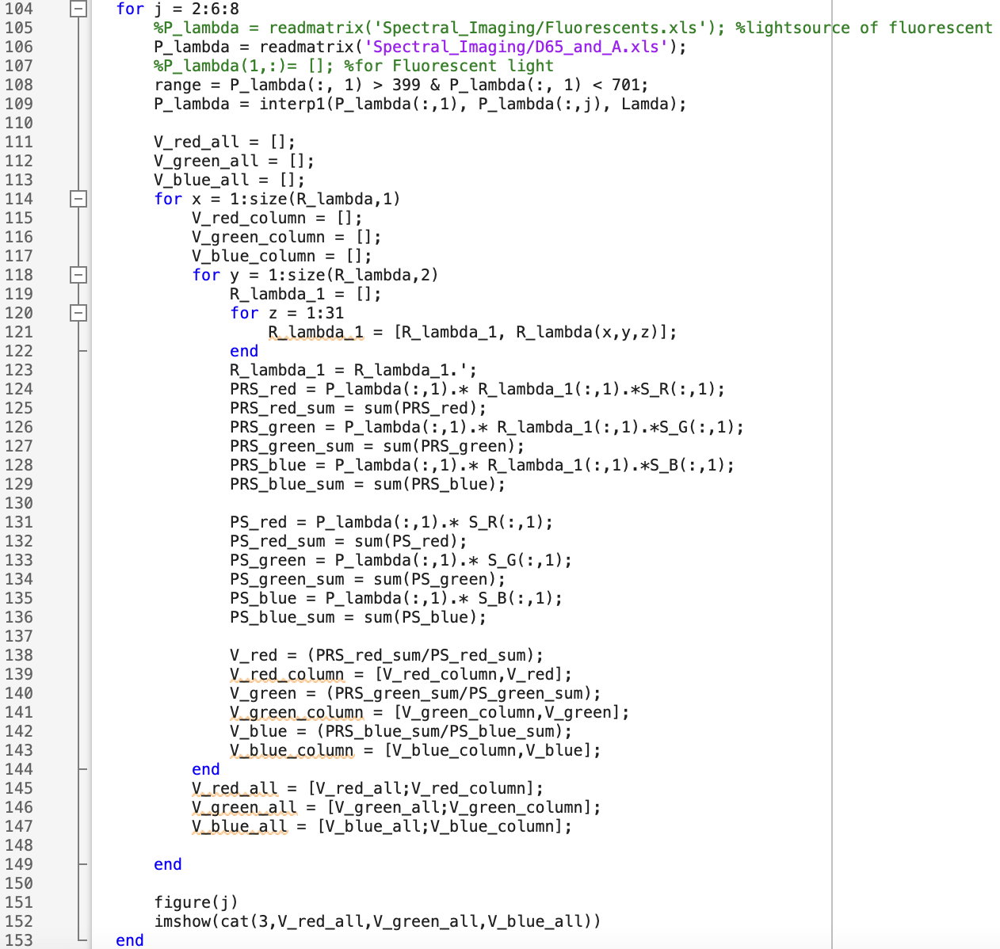 104 for j = 2:6:8
105 %P_lambda = readmatrix('Spectral_Imaging/Fluorescents.xls'); %lightsource of fluorescent
106 P_lambda = readmatrix('Spectral_Imaging/D65_and_A.xls');
107 %P_lambda(1,:)= []; %for Fluorescent light
108 range = P_lambda(:, 1) > 399 & P_lambda(:, 1) < 701;
109 P_lambda = interp1(P_lambda(:,1), P_lambda(:,j), Lamda);
110
111 V_red_all = [];
112 V_green_all = [];
113 V_blue_all = [];
114 for x = 1:size(R_lambda,1)
115 V_red_column = [];
116 V_green_column = [];
117 V_blue_column = [];
118 for y = 1:size(R_lambda,2)
119 R_lambda_1 = [];
120 for z = 1:31
121 R_lambda_1 = [R_lambda_1, R_lambda(x,y,z)];
122 end
123 R_lambda_1 = R_lambda_1.';
124 PRS_red = P_lambda(:,1).* R_lambda_1(:,1).*S_R(:,1);
125 PRS_red_sum = sum(PRS_red);
126 PRS_green = P_lambda(:,1).* R_lambda_1(:,1).*S_G(:,1);
127 PRS_green_sum = sum(PRS_green);
128 PRS_blue = P_lambda(:,1).* R_lambda_1(:,1).*S_B(:,1);
129 PRS_blue_sum = sum(PRS_blue);
130
131 PS_red = P_lambda(:,1).* S_R(:,1);
132 PS_red_sum = sum(PS_red);
133 PS_green = P_lambda(:,1).* S_G(:,1);
134 PS_green_sum = sum(PS_green);
135 PS_blue = P_lambda(:,1).* S_B(:,1);
136 PS_blue_sum = sum(PS_blue);
137
138 V_red = (PRS_red_sum/PS_red_sum);
139 V_red_column = [V_red_column,V_red];
140 V_green = (PRS_green_sum/PS_green_sum);
141 V_green_column = [V_green_column,V_green];
142 V_blue = (PRS_blue_sum/PS_blue_sum);
143 V_blue_column = [V_blue_column,V_blue];
144 end
145 V_red_all = [V_red_all;V_red_column];
146 V_green_all = [V_green_all;V_green_column];
147 V_blue_all = [V_blue_all;V_blue_column];
148
149 end
150
151 figure(j)
152 imshow(cat(3,V_red_all,V_green_all,V_blue_all))
153 end